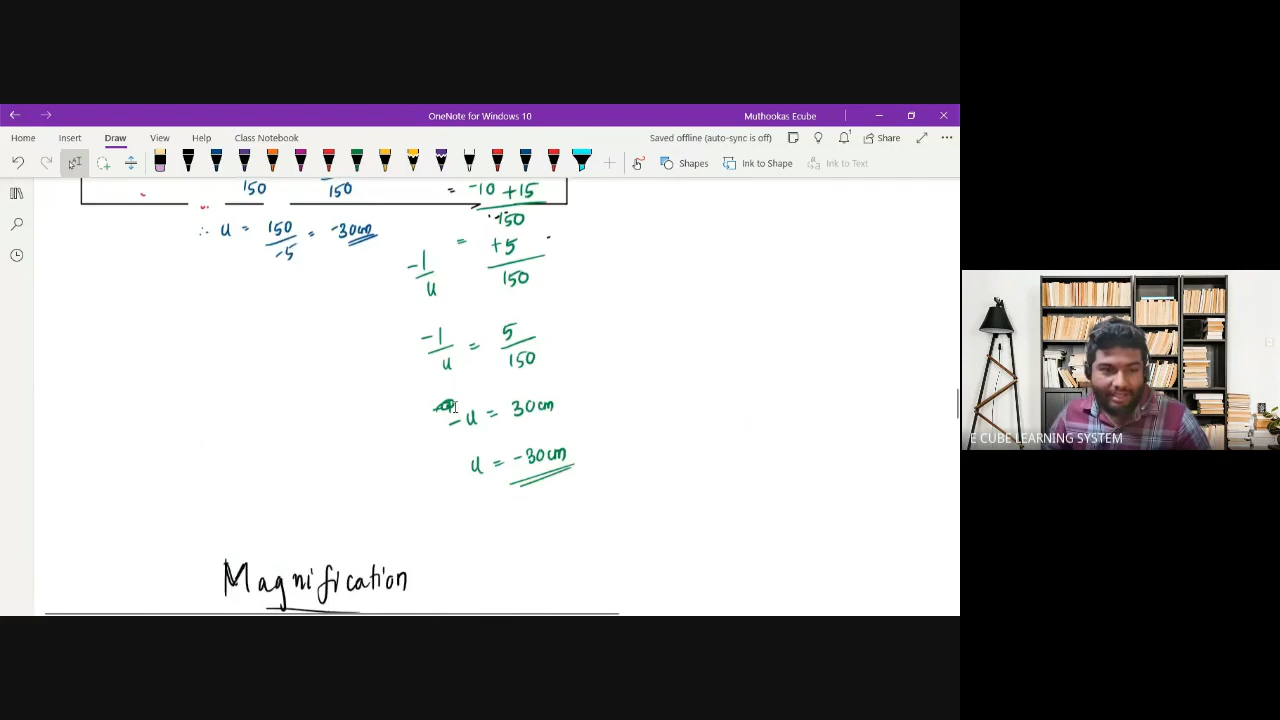 OneNote for Windows 10
Muthookas Ecube
Home Insert Draw View Help Class Notebook
Saved offline (auto-sync is off)
Share
Shapes
Ink to Shape
Ink to Text
150
150
= -10 +15
150
∴ u = 150 = -30cm
-5
-1 = +5
u 150
-1 = 5
u 150
-u = 30cm
u = -30cm
Magnification
E CUBE LEARNING SYSTEM